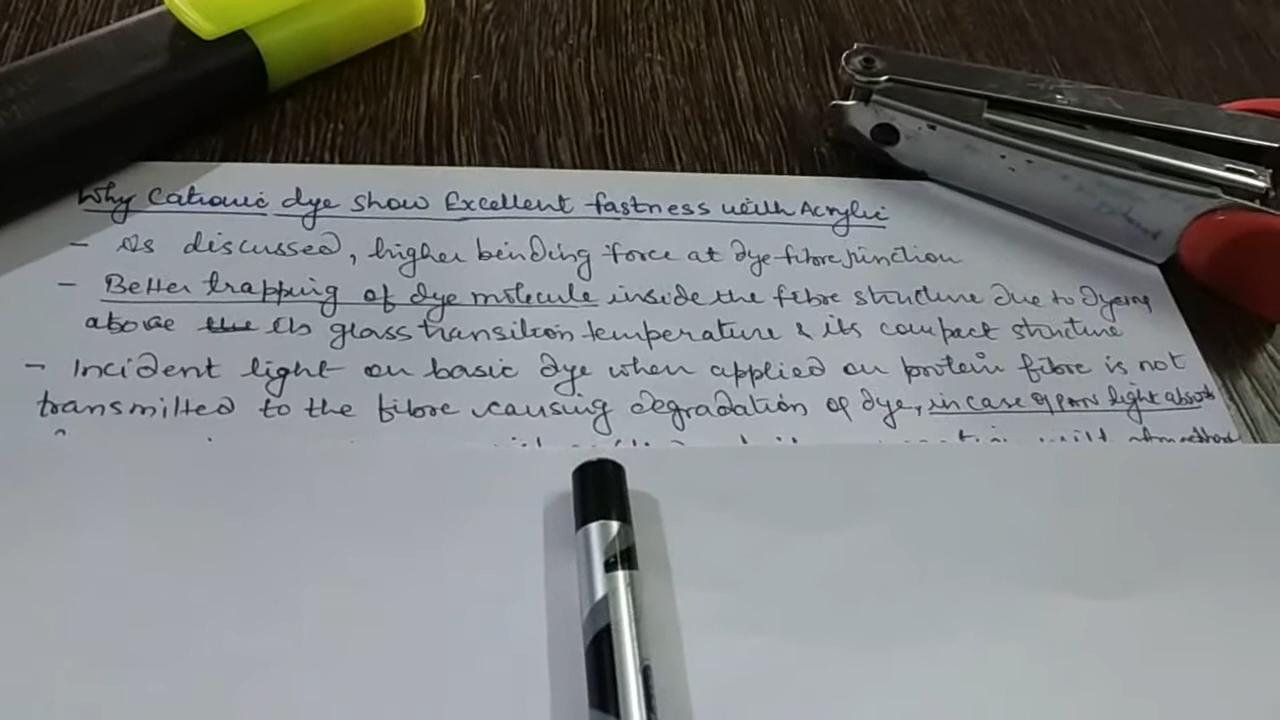 Why Cationic dye show Excellent fastness with Acrylic
- As discussed, higher binding force at dye fibre junction
- Better trapping of dye molecule inside the fibre structure due to dyeing
above its glass transition temperature & its compact structure
- Incident light on basic dye when applied on protein fibre is not
transmitted to the fibre causing degradation of dye, in case of PAN light absorb